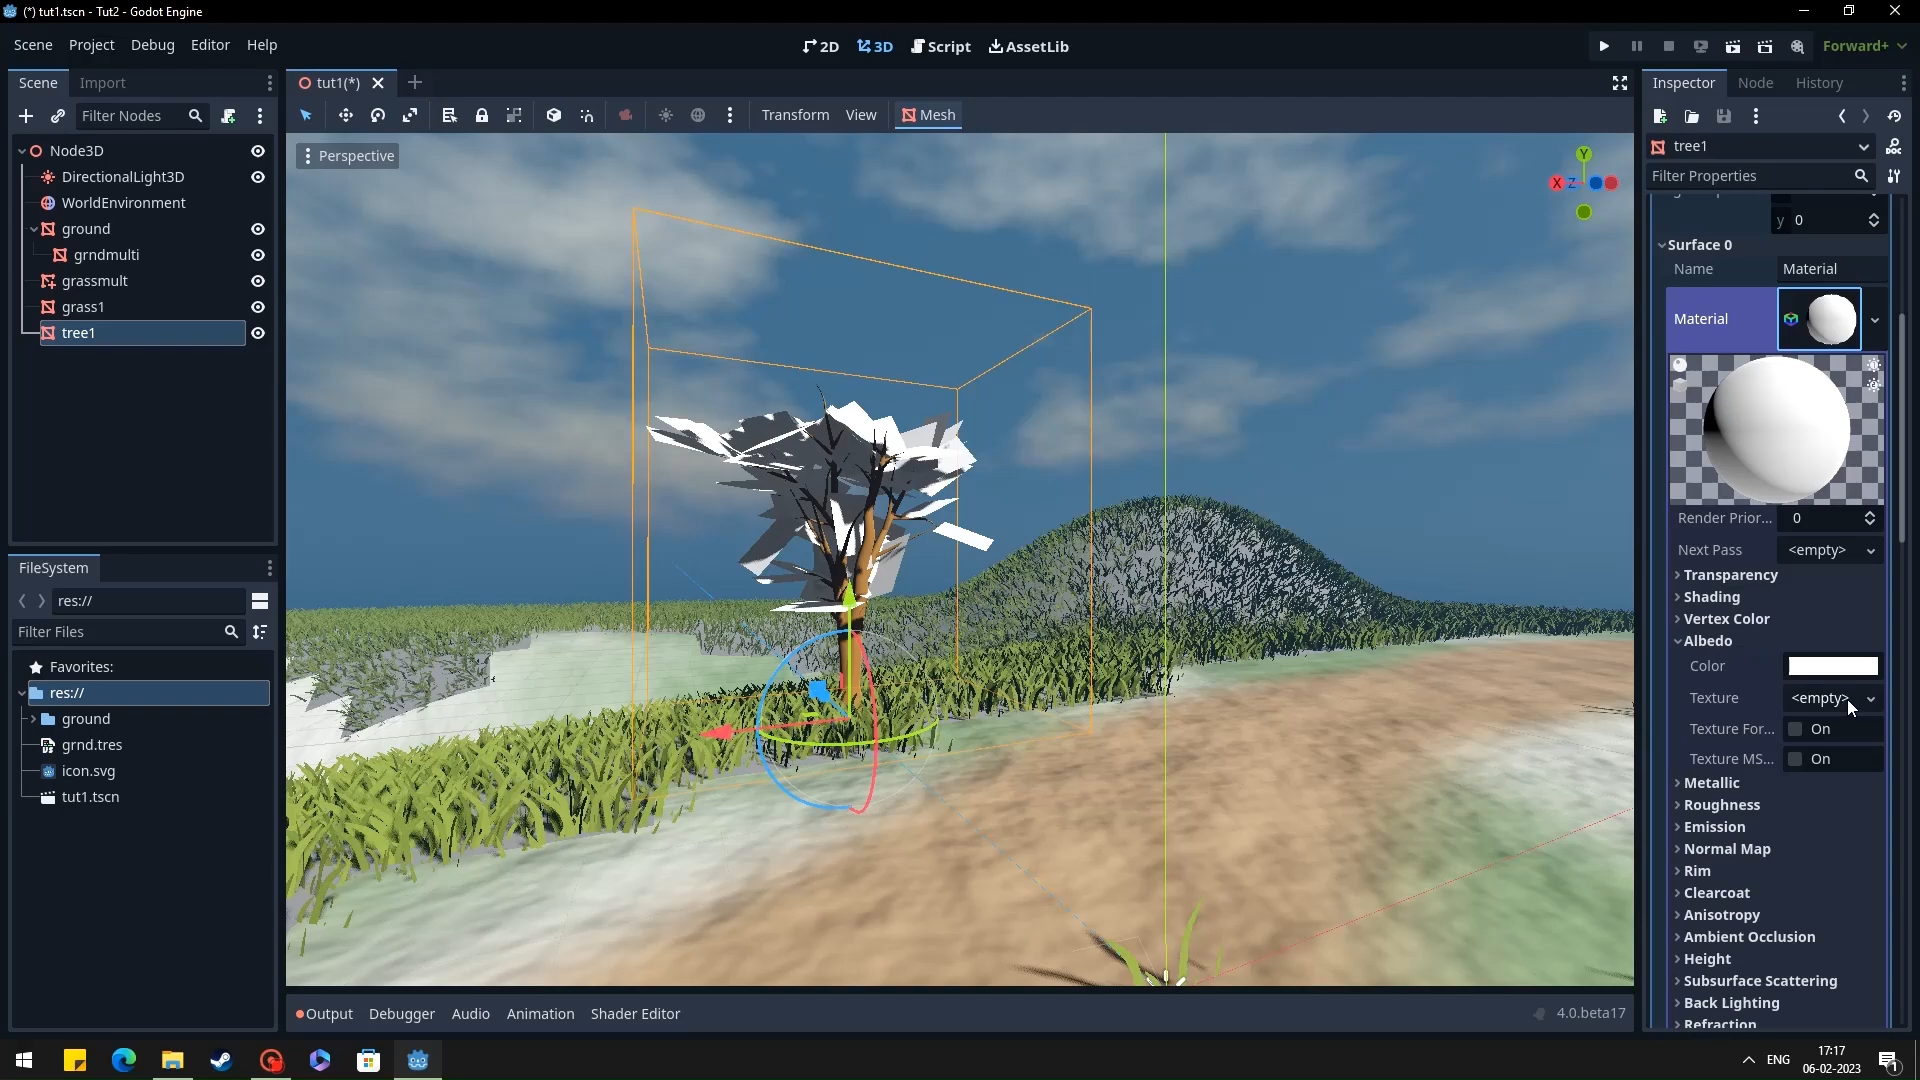 (*) tut1.tscn - Tut2 - Godot Engine
Scene Project Debug Editor Help
2D 3D Script AssetLib
Forward+
Scene Import
tut1(*)
Inspector Node History
Filter Nodes
Transform View Mesh
tree1
Filter Properties
Perspective
Y
X Z
Node3D
DirectionalLight3D
WorldEnvironment
ground
grndmulti
grassmult
grass1
tree1
FileSystem
res://
Filter Files
Favorites:
res://
ground
grnd.tres
icon.svg
tut1.tscn
y 0
Surface 0
Name Material
Material
Render Prior... 0
Next Pass <empty>
Transparency
Shading
Vertex Color
Albedo
Color
Texture <empty>
Texture For... On
Texture MS... On
Metallic
Roughness
Emission
Normal Map
Rim
Clearcoat
Anisotropy
Ambient Occlusion
Height
Subsurface Scattering
Back Lighting
Refraction
Output Debugger Audio Animation Shader Editor
4.0.beta17
ENG
17:17
06-02-2023
1